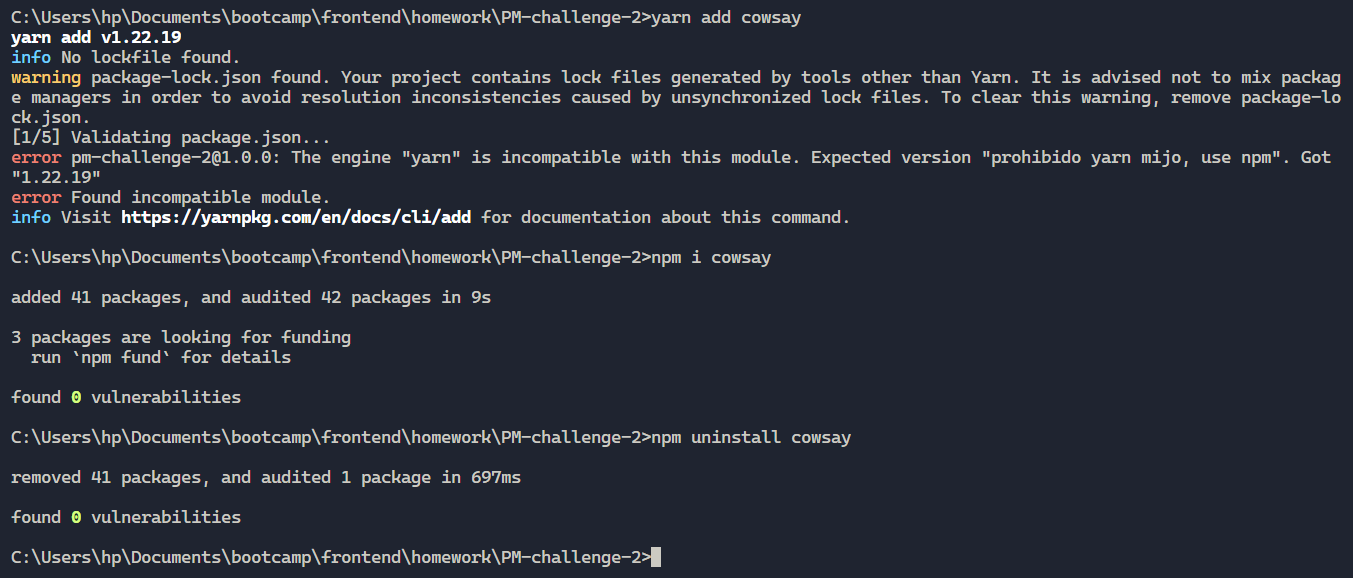 C:\Users\hp\Documents\bootcamp\frontend\homework\PM-challenge-2>yarn add cowsay
yarn add v1.22.19
info No lockfile found.
warning package-lock.json found. Your project contains lock files generated by tools other than Yarn. It is advised not to mix packag
e managers in order to avoid resolution inconsistencies caused by unsynchronized lock files. To clear this warning, remove package-lo
ck.json.
[1/5] Validating package.json...
error pm-challenge-2@1.0.0: The engine "yarn" is incompatible with this module. Expected version "prohibido yarn mijo, use npm". Got
"1.22.19"
error Found incompatible module.
info Visit https://yarnpkg.com/en/docs/cli/add for documentation about this command.
C:\Users\hp\Documents\bootcamp\frontend\homework\PM-challenge-2>npm i cowsay
added 41 packages, and audited 42 packages in 9s
3 packages are looking for funding
  run `npm fund` for details
found 0 vulnerabilities
C:\Users\hp\Documents\bootcamp\frontend\homework\PM-challenge-2>npm uninstall cowsay
removed 41 packages, and audited 1 package in 697ms
found 0 vulnerabilities
C:\Users\hp\Documents\bootcamp\frontend\homework\PM-challenge-2>